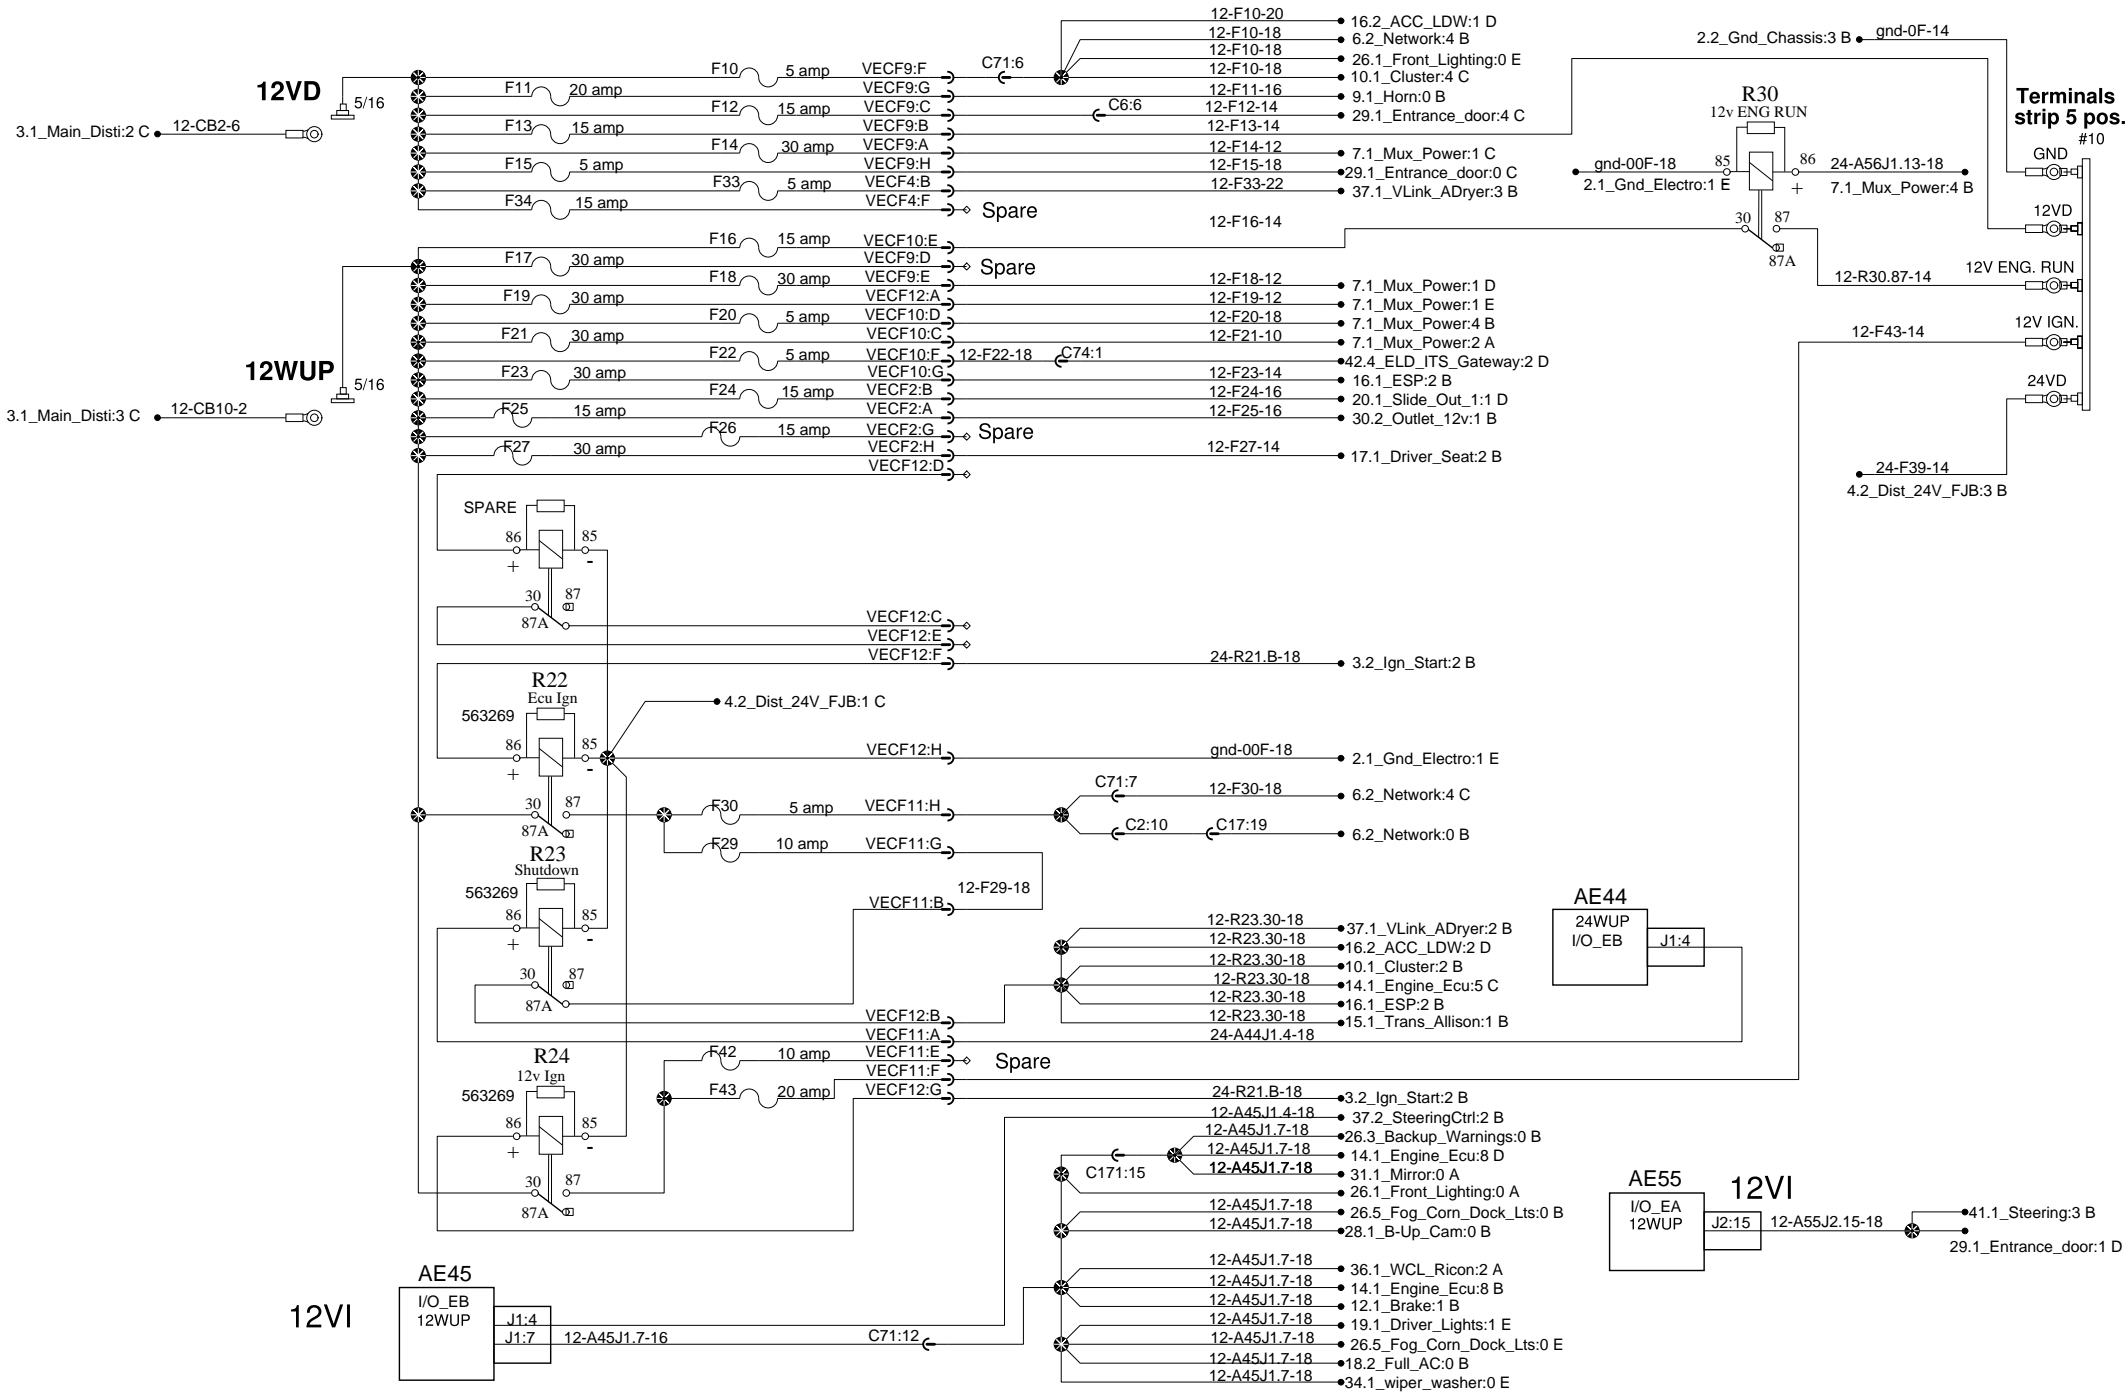 12-F10-20
16.2_ACC_LDW:1 D
12-F10-18
6.2_Network:4 B
12-F10-18
26.1_Front_Lighting:0 E
F10
5 amp
VECF9:F
C71:6
12-F10-18
10.1_Cluster:4 C
12VD
5/16
F11
20 amp
VECF9:G
12-F11-16
9.1_Horn:0 B
F12
15 amp
VECF9:C
C6:6
12-F12-14
29.1_Entrance_door:4 C
3.1_Main_Disti:2 C
12-CB2-6
F13
15 amp
VECF9:B
12-F13-14
F14
30 amp
VECF9:A
12-F14-12
7.1_Mux_Power:1 C
F15
5 amp
VECF9:H
12-F15-18
29.1_Entrance_door:0 C
F33
5 amp
VECF4:B
12-F33-22
37.1_VLink_ADryer:3 B
F34
15 amp
VECF4:F
Spare
2.2_Gnd_Chassis:3 B
gnd-0F-14
Terminals
strip 5 pos.
#10
R30
12v ENG RUN
gnd-00F-18
85
86
24-A56J1.13-18
2.1_Gnd_Electro:1 E
+
7.1_Mux_Power:4 B
30
87
87A
GND
12VD
12V ENG. RUN
12-R30.87-14
12V IGN.
12-F43-14
24VD
24-F39-14
4.2_Dist_24V_FJB:3 B
F16
15 amp
VECF10:E
12-F16-14
F17
30 amp
VECF9:D
Spare
F18
30 amp
VECF9:E
12-F18-12
7.1_Mux_Power:1 D
F19
30 amp
VECF12:A
12-F19-12
7.1_Mux_Power:1 E
F20
5 amp
VECF10:D
12-F20-18
7.1_Mux_Power:4 B
F21
30 amp
VECF10:C
12-F21-10
7.1_Mux_Power:2 A
F22
5 amp
VECF10:F
12-F22-18
C74:1
42.4_ELD_ITS_Gateway:2 D
12WUP
5/16
F23
30 amp
VECF10:G
12-F23-14
16.1_ESP:2 B
F24
15 amp
VECF2:B
12-F24-16
20.1_Slide_Out_1:1 D
3.1_Main_Disti:3 C
12-CB10-2
F25
15 amp
VECF2:A
12-F25-16
30.2_Outlet_12v:1 B
F26
15 amp
VECF2:G
Spare
F27
30 amp
VECF2:H
12-F27-14
17.1_Driver_Seat:2 B
VECF12:D
SPARE
86
85
+
-
30
87
87A
VECF12:C
VECF12:E
VECF12:F
24-R21.B-18
3.2_Ign_Start:2 B
R22
Ecu Ign
563269
4.2_Dist_24V_FJB:1 C
86
85
+
-
VECF12:H
gnd-00F-18
2.1_Gnd_Electro:1 E
30
87
87A
F30
5 amp
VECF11:H
C71:7
12-F30-18
6.2_Network:4 C
C2:10
C17:19
6.2_Network:0 B
F29
10 amp
VECF11:G
12-F29-18
VECF11:B
R23
Shutdown
563269
86
85
+
-
30
87
87A
12-R23.30-18
37.1_VLink_ADryer:2 B
12-R23.30-18
16.2_ACC_LDW:2 D
12-R23.30-18
10.1_Cluster:2 B
12-R23.30-18
14.1_Engine_Ecu:5 C
12-R23.30-18
16.1_ESP:2 B
VECF12:B
12-R23.30-18
15.1_Trans_Allison:1 B
VECF11:A
24-A44J1.4-18
AE44
24WUP
I/O_EB
J1:4
R24
12v Ign
563269
F42
10 amp
VECF11:E
Spare
VECF11:F
F43
20 amp
VECF12:G
24-R21.B-18
3.2_Ign_Start:2 B
86
85
+
-
30
87
87A
12-A45J1.4-18
37.2_SteeringCtrl:2 B
12-A45J1.7-18
26.3_Backup_Warnings:0 B
12-A45J1.7-18
14.1_Engine_Ecu:8 D
C171:15
12-A45J1.7-18
31.1_Mirror:0 A
26.1_Front_Lighting:0 A
12-A45J1.7-18
26.5_Fog_Corn_Dock_Lts:0 B
12-A45J1.7-18
28.1_B-Up_Cam:0 B
12-A45J1.7-18
36.1_WCL_Ricon:2 A
12-A45J1.7-18
14.1_Engine_Ecu:8 B
12-A45J1.7-18
12.1_Brake:1 B
12-A45J1.7-18
19.1_Driver_Lights:1 E
12-A45J1.7-18
26.5_Fog_Corn_Dock_Lts:0 E
12-A45J1.7-18
18.2_Full_AC:0 B
12-A45J1.7-18
34.1_wiper_washer:0 E
AE55
12VI
I/O_EA
12WUP
J2:15
12-A55J2.15-18
41.1_Steering:3 B
29.1_Entrance_door:1 D
12VI
AE45
I/O_EB
12WUP
J1:4
J1:7
12-A45J1.7-16
C71:12